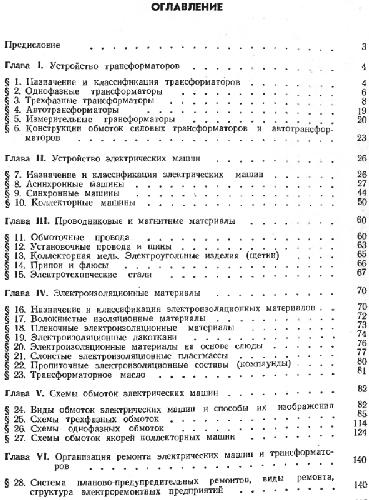 ОГЛАВЛЕНИЕ
Предисловие . . . . . . . . . . . . . . . 3
Глава I. Устройство трансформаторов . . . . . . . 4
§ 1. Назначение и классификация трансформаторов . . . . 4
§ 2. Однофазные трансформаторы . . . . . . . . 6
§ 3. Трехфазные трансформаторы . . . . . . . . 8
§ 4. Автотрансформаторы . . . . . . . . . . 19
§ 5. Измерительные трансформаторы . . . . . . . 20
§ 6. Конструкции обмоток силовых трансформаторов и автотрансфор-
маторов . . . . . . . . . . . . . . 23
Глава II. Устройство электрических машин . . . . . . 26
§ 7. Назначение и классификация электрических машин . . . 26
§ 8. Асинхронные машины . . . . . . . . . . 27
§ 9. Синхронные машины . . . . . . . . . . 44
§ 10. Коллекторные машины . . . . . . . . . 50
Глава III. Проводниковые и магнитные материалы . . . . 60
§ 11. Обмоточные провода . . . . . . . . . . 60
§ 12. Установочные провода и шины . . . . . . . 63
§ 13. Коллекторная медь. Электроугольные изделия (щетки) . . 65
§ 14. Припои и флюсы . . . . . . . . . . . 66
§ 15. Электротехнические стали . . . . . . . . 67
Глава IV. Электроизоляционные материалы . . . . . . 70
§ 16. Назначение и классификация электроизоляционных материалов . 70
§ 17. Волокнистые изоляционные материалы . . . . . 72
§ 18. Пленочные электроизоляционные материалы . . . . 73
§ 19. Электроизоляционные лакоткани . . . . . . . 74
§ 20. Электроизоляционные материалы на основе слюды . . . 76
§ 21. Слоистые электроизоляционные пластмассы . . . . 77
§ 22. Пропиточные электроизоляционные составы (компаунды) . . 80
§ 23. Трансформаторное масло . . . . . . . . . 81
Глава V. Схемы обмоток электрических машин . . . . . 82
§ 24. Виды обмоток электрических машин и способы их изображения 82
§ 25. Схемы трехфазных обмоток . . . . . . . . 85
§ 26. Схемы однофазных обмоток . . . . . . . . 114
§ 27. Схемы обмоток якорей коллекторных машин . . . . 124
Глава VI. Организация ремонта электрических машин и трансформато-
ров . . . . . . . . . . . . . . . 140
§ 28. Система планово-предупредительных ремонтов, виды ремонта,
структура электроремонтных предприятий . . . . . 140